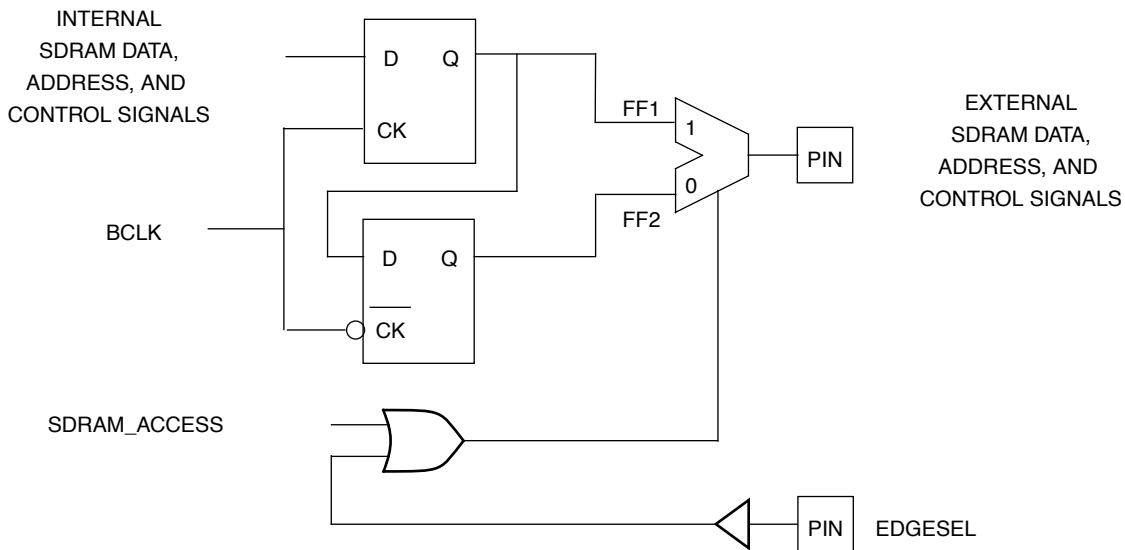 INTERNAL
SDRAM DATA,
ADDRESS, AND
CONTROL SIGNALS
D Q
CK
FF1
1
PIN
EXTERNAL
SDRAM DATA,
ADDRESS, AND
CONTROL SIGNALS
0
FF2
BCLK
D Q
CK
SDRAM_ACCESS
PIN
EDGESEL